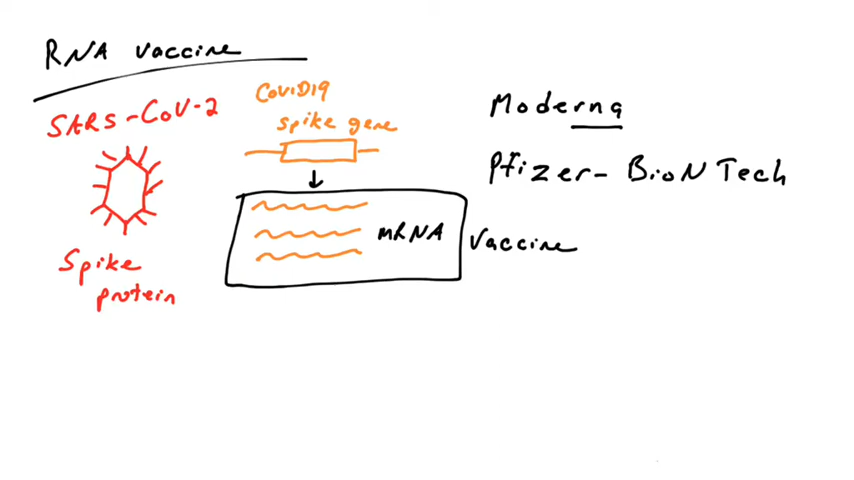 RNA vaccine
SARS-CoV-2
Spike
protein
CoviD19
spike gene
mRNA
vaccine
Moderna
Pfizer-BioNTech